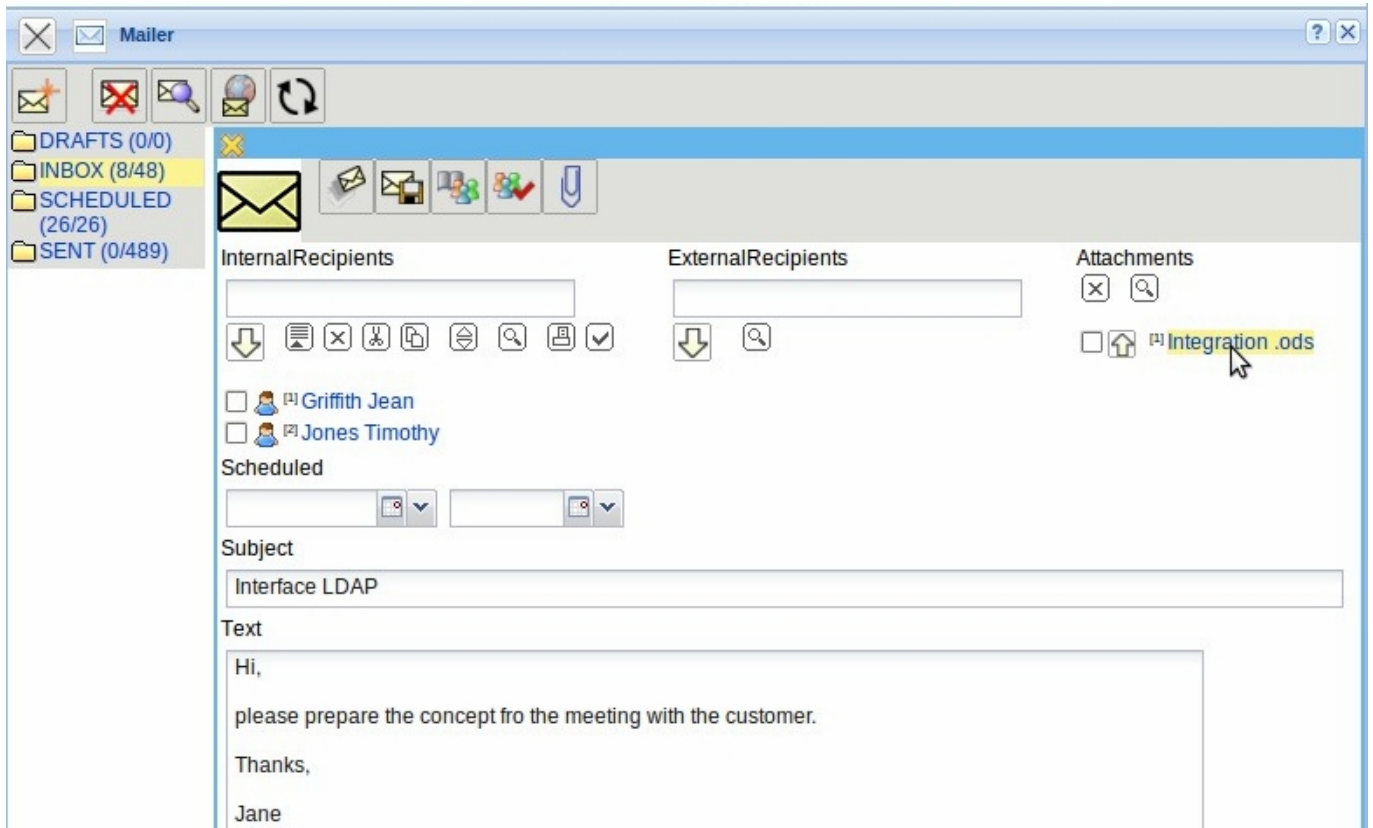 Mailer
DRAFTS (0/0)
INBOX (8/48)
SCHEDULED
(26/26)
SENT (0/489)
InternalRecipients
ExternalRecipients
Attachments
[1] Integration .ods
[1] Griffith Jean
[2] Jones Timothy
Scheduled
Subject
Interface LDAP
Text
Hi,
please prepare the concept fro the meeting with the customer.
Thanks,
Jane